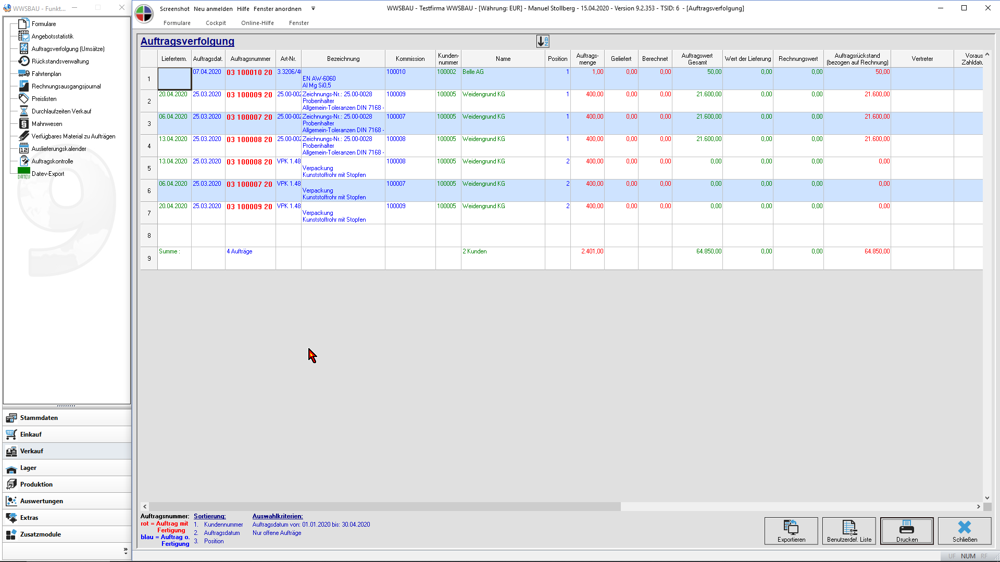 WWSBAU - Funkt...
Screenshot Neu anmelden Hilfe Fenster anordnen
WWSBAU - Testfirma WWSBAU - [Währung: EUR] - Manuel Stollberg - 15.04.2020 - Version 9.2.353 - TSID: 6 - [Auftragsverfolgung]
Formulare Cockpit Online-Hilfe Fenster
Formulare
Angebotsstatistik
Auftragsverfolgung (Umsätze)
Rückstandsverwaltung
Fahrtenplan
Rechnungsausgangsjournal
Preislisten
Durchlaufzeiten Verkauf
Mahnwesen
Verfügbares Material zu Aufträgen
Auslieferungskalender
Auftragskontrolle
Datev-Export
Stammdaten
Einkauf
Verkauf
Lager
Produktion
Auswertungen
Extras
Zusatzmodule
Auftragsverfolgung
Lieferterm. Auftragsdat. Auftragsnummer Art-Nr. Bezeichnung Kommission Kunden-nummer Name Position Auftrags-menge Geliefert Berechnet Auftragswert Gesamt Wert der Lieferung Rechnungswert Auftragsrückstand (bezogen auf Rechnung) Vertreter Voraus Zahldatu
1 07.04.2020 03 100010 20 3.3206/4 100010 100002 Belle AG 1 1,00 0,00 0,00 50,00 0,00 0,00 50,00
EN AW-6060
Al Mg Si0,5
2 20.04.2020 25.03.2020 03 100009 20 25.00-002 Zeichnungs-Nr.: 25.00-0028 100009 100005 Weidengrund KG 1 400,00 0,00 0,00 21.600,00 0,00 0,00 21.600,00
Probenhalter
Allgemein-Toleranzen DIN 7168 -
3 06.04.2020 25.03.2020 03 100007 20 25.00-002 Zeichnungs-Nr.: 25.00-0028 100007 100005 Weidengrund KG 1 400,00 0,00 0,00 21.600,00 0,00 0,00 21.600,00
Probenhalter
Allgemein-Toleranzen DIN 7168 -
4 13.04.2020 25.03.2020 03 100008 20 25.00-002 Zeichnungs-Nr.: 25.00-0028 100008 100005 Weidengrund KG 1 400,00 0,00 0,00 21.600,00 0,00 0,00 21.600,00
Probenhalter
Allgemein-Toleranzen DIN 7168 -
5 13.04.2020 25.03.2020 03 100008 20 VPK 1.48 100008 100005 Weidengrund KG 2 400,00 0,00 0,00 0,00 0,00 0,00 0,00
Verpackung
Kunststoffrohr mit Stopfen
6 06.04.2020 25.03.2020 03 100007 20 VPK 1.48 100007 100005 Weidengrund KG 2 400,00 0,00 0,00 0,00 0,00 0,00 0,00
Verpackung
Kunststoffrohr mit Stopfen
7 20.04.2020 25.03.2020 03 100009 20 VPK 1.48 100009 100005 Weidengrund KG 2 400,00 0,00 0,00 0,00 0,00 0,00 0,00
Verpackung
Kunststoffrohr mit Stopfen
8
9 Summe : 4 Aufträge 2 Kunden 2.401,00 64.850,00 0,00 0,00 64.850,00
Auftragsnummer:
rot = Auftrag mit
Fertigung
blau = Auftrag o.
Fertigung
Sortierung:
1. Kundennummer
2. Auftragsdatum
3. Position
Auswahlkriterien:
Auftragsdatum von: 01.01.2020 bis: 30.04.2020
Nur offene Aufträge
Exportieren
Benutzerdef. Liste
Drucken
Schließen
UF NUM RF